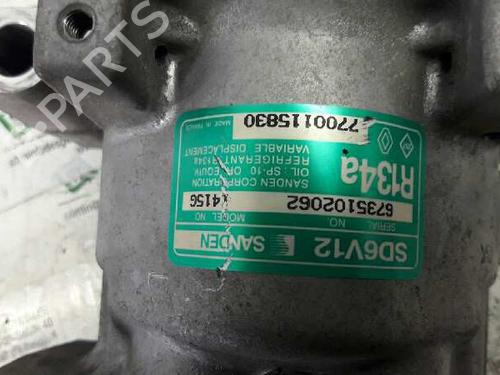 SD6V12 SANDEN
SERIAL NO.
6735102062
MODEL NO.
4156
R134a
SANDEN CORPORATION
OIL: SP-10 OR EQUIV
REFRIGERANT R134a
VARIABLE DISPLACEMENT
7700115830
MADE IN FRANCE
PARTS